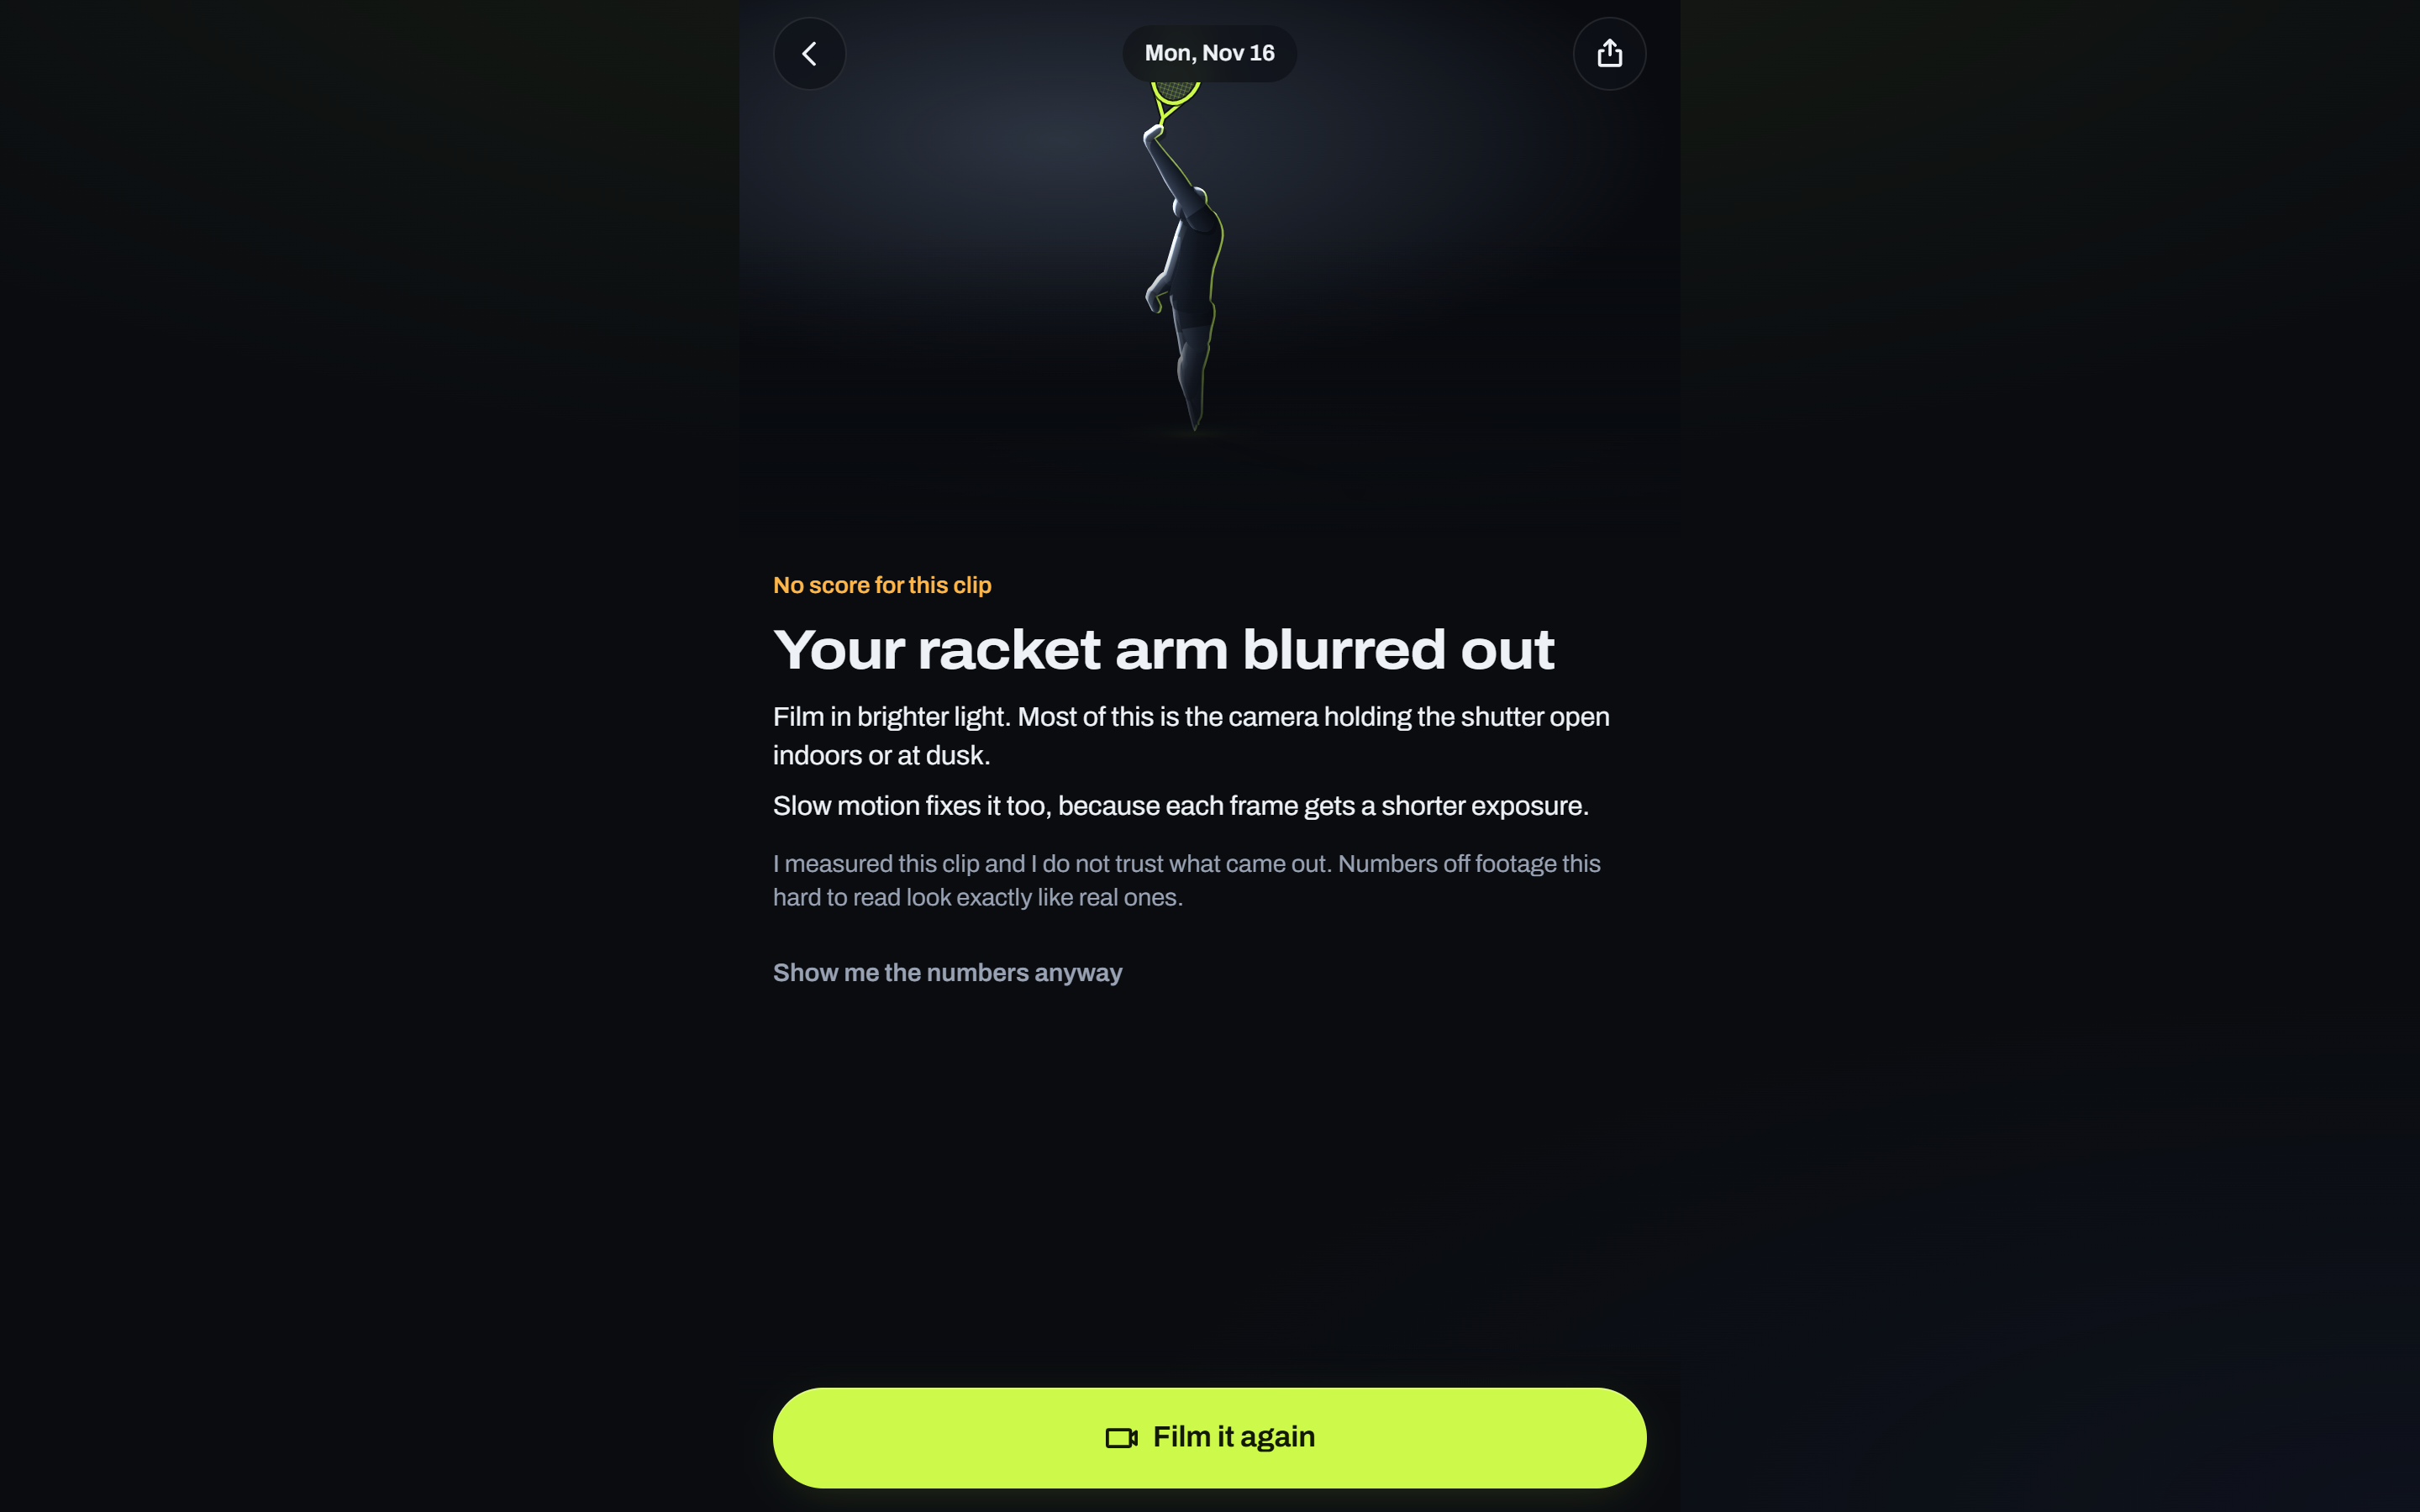 Mon, Nov 16
No score for this clip
Your racket arm blurred out
Film in brighter light. Most of this is the camera holding the shutter open
indoors or at dusk.
Slow motion fixes it too, because each frame gets a shorter exposure.
I measured this clip and I do not trust what came out. Numbers off footage this
hard to read look exactly like real ones.
Show me the numbers anyway
Film it again